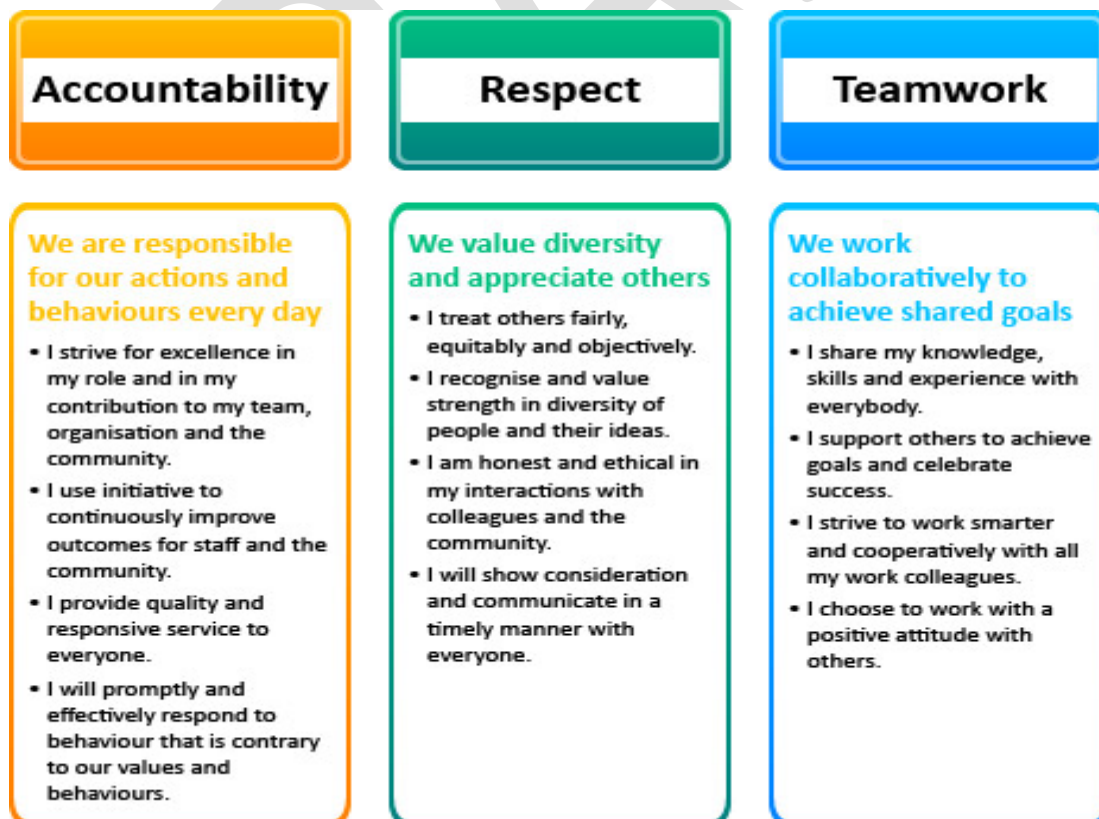 Accountability
We are responsible
for our actions and
behaviours every day
• I strive for excellence in
my role and in my
contribution to my team,
organisation and the
community.
• I use initiative to
continuously improve
outcomes for staff and the
community.
• I provide quality and
responsive service to
everyone.
• I will promptly and
effectively respond to
behaviour that is contrary
to our values and
behaviours.
Respect
We value diversity
and appreciate others
• I treat others fairly,
equitably and objectively.
• I recognise and value
strength in diversity of
people and their ideas.
• I am honest and ethical in
my interactions with
colleagues and the
community.
• I will show consideration
and communicate in a
timely manner with
everyone.
Teamwork
We work
collaboratively to
achieve shared goals
• I share my knowledge,
skills and experience with
everybody.
• I support others to achieve
goals and celebrate
success.
• I strive to work smarter
and cooperatively with all
my work colleagues.
• I choose to work with a
positive attitude with
others.